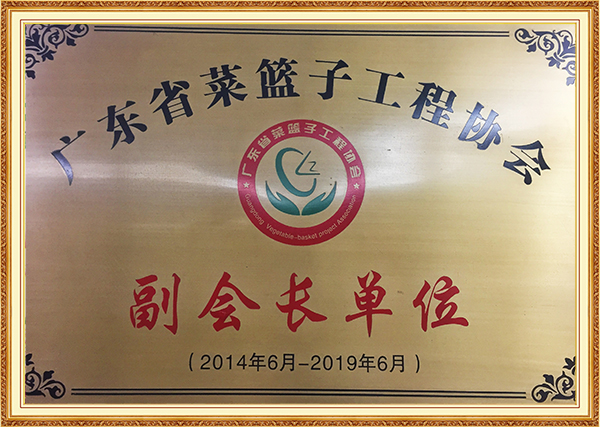 广东省菜篮子工程协会
★广东省菜篮子工程协会★
Guangdong Vegetable-basket project Association
副会长单位
(2014年6月-2019年6月)